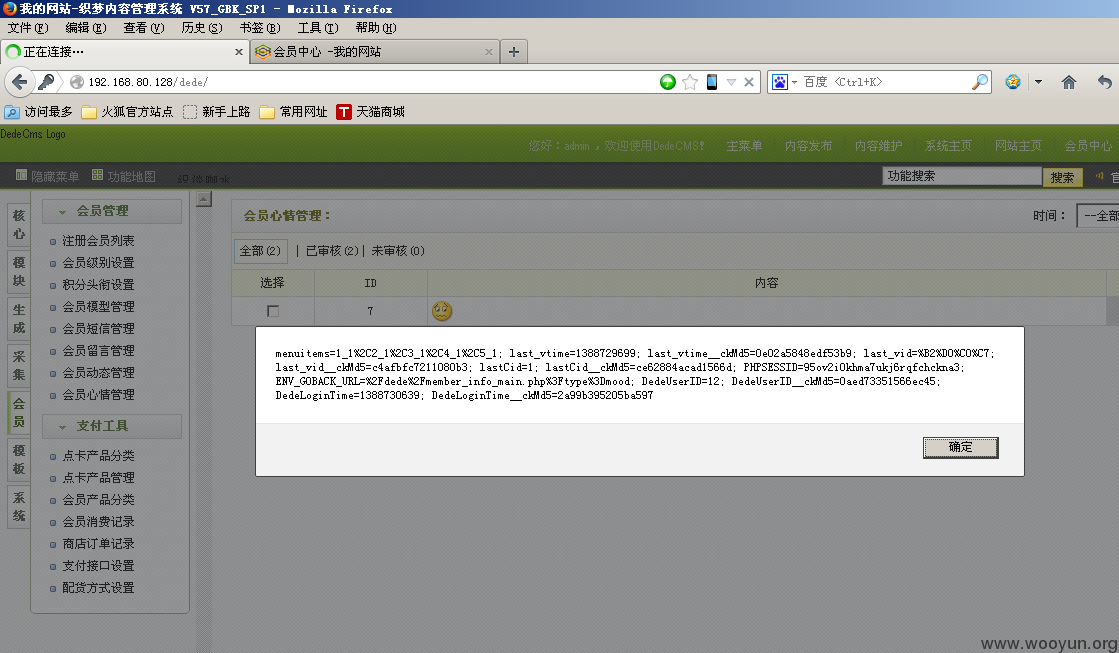 我的网站-织梦内容管理系统 V57_GBK_SP1 - Mozilla Firefox
文件(F) 编辑(E) 查看(V) 历史(S) 书签(B) 工具(T) 帮助(H)
正在连接… × 会员中心 -我的网站 × +
192.168.80.128/dede/ 百度 <Ctrl+K>
访问最多 火狐官方站点 新手上路 常用网址 T 天猫商城
DedeCms Logo
您好：admin ，欢迎使用DedeCMS！ 主菜单 内容发布 内容维护 系统主页 网站主页 会员中心
隐藏菜单 功能地图 功能搜索 搜索
核心
模块
生成
采集
会员
模板
系统
会员管理
注册会员列表
会员级别设置
积分头衔设置
会员模型管理
会员短信管理
会员留言管理
会员动态管理
会员心情管理
支付工具
点卡产品分类
点卡产品管理
会员产品分类
会员消费记录
商店订单记录
支付接口设置
配货方式设置
会员心情管理： 时间： --全部
全部(2) | 已审核(2)| 未审核(0)
选择 ID 内容
7
menuitems=1_1%2C2_1%2C3_1%2C4_1%2C5_1; last_vtime=1388729699; last_vtime__ckMd5=0e02a5848edf53b9; last_vid=%B2%D0%C0%C7;
last_vid__ckMd5=c4afbfc7211080b3; lastCid=1; lastCid__ckMd5=ce62884acad1566d; PHPSESSID=95ov2i0khma7ukj6rqfchckna3;
ENV_GOBACK_URL=%2Fdede%2Fmember_info_main.php%3Ftype%3Dmood; DedeUserID=12; DedeUserID__ckMd5=0aed73351566ec45;
DedeLoginTime=1388730639; DedeLoginTime__ckMd5=2a99b395205ba597
确定
www.wooyun.org